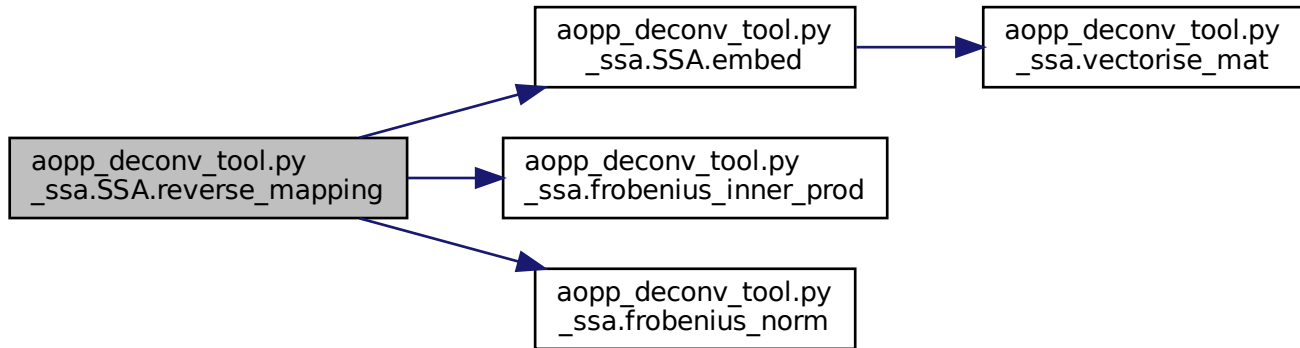 aopp_deconv_tool.py
_ssa.SSA.reverse_mapping
aopp_deconv_tool.py
_ssa.SSA.embed
aopp_deconv_tool.py
_ssa.vectorise_mat
aopp_deconv_tool.py
_ssa.frobenius_inner_prod
aopp_deconv_tool.py
_ssa.frobenius_norm